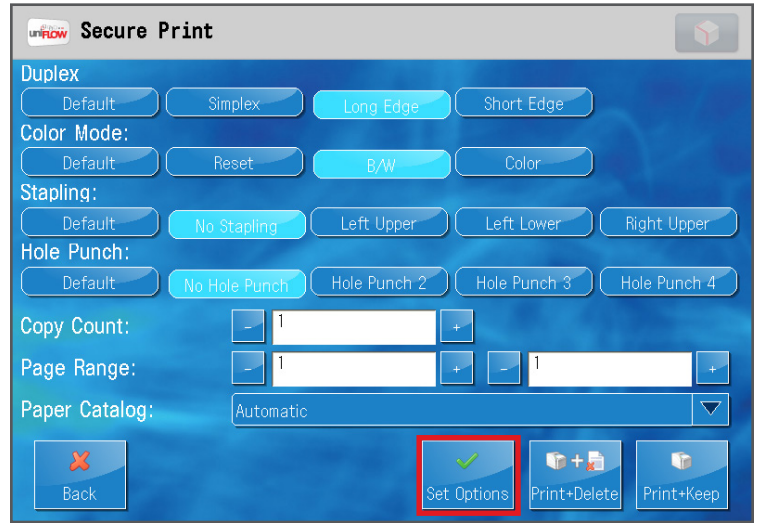 uniFLOW Secure Print
Duplex
Default Simplex Long Edge Short Edge
Color Mode:
Default Reset B/W Color
Stapling:
Default No Stapling Left Upper Left Lower Right Upper
Hole Punch:
Default No Hole Punch Hole Punch 2 Hole Punch 3 Hole Punch 4
Copy Count: - 1 +
Page Range: - 1 + - 1 +
Paper Catalog: Automatic
Back Set Options Print+Delete Print+Keep